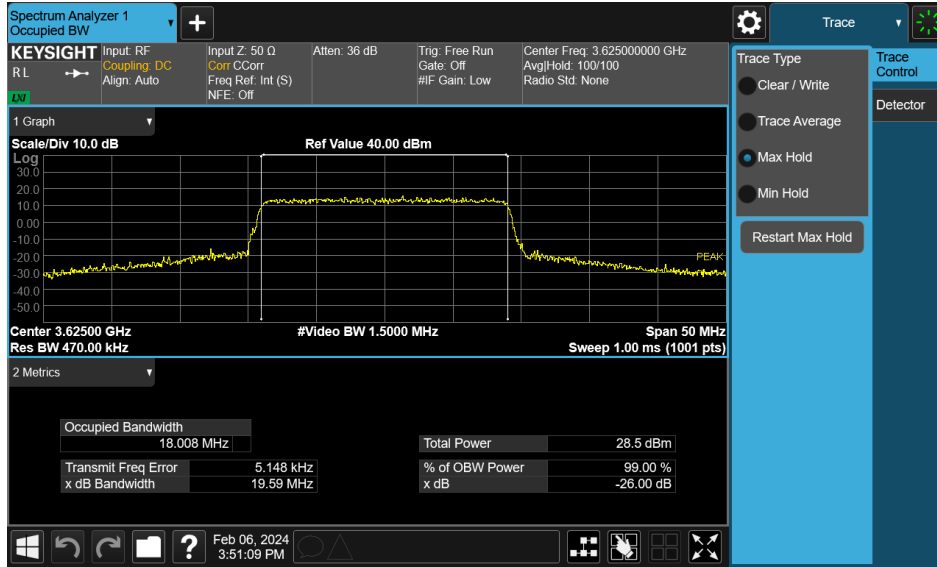 Spectrum Analyzer 1
Occupied BW
Trace
KEYSIGHT
RL
LXI
Input: RF
Coupling: DC
Align: Auto
Input Z: 50 Ω
Corr CCorr
Freq Ref: Int (S)
NFE: Off
Atten: 36 dB
Trig: Free Run
Gate: Off
#IF Gain: Low
Center Freq: 3.625000000 GHz
Avg|Hold: 100/100
Radio Std: None
Trace Type
Clear / Write
Trace Average
Max Hold
Min Hold
Restart Max Hold
Trace
Control
Detector
1 Graph
Scale/Div 10.0 dB
Ref Value 40.00 dBm
Log
30.0
20.0
10.0
0.00
-10.0
-20.0
-30.0
-40.0
-50.0
PEAK
Center 3.62500 GHz
#Video BW 1.5000 MHz
Span 50 MHz
Res BW 470.00 kHz
Sweep 1.00 ms (1001 pts)
2 Metrics
Occupied Bandwidth
18.008 MHz
Total Power 28.5 dBm
Transmit Freq Error 5.148 kHz
% of OBW Power 99.00 %
x dB Bandwidth 19.59 MHz
x dB -26.00 dB
?
Feb 06, 2024
3:51:09 PM